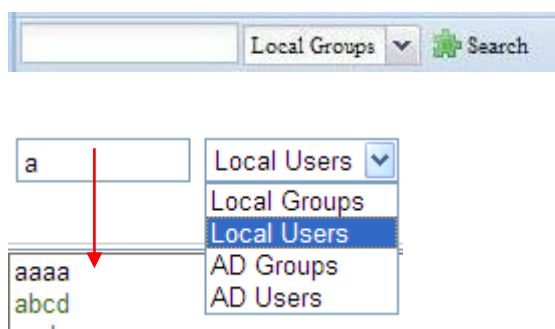 Local Groups Search
a Local Users
Local Groups
Local Users
AD Groups
AD Users
aaaa
abcd